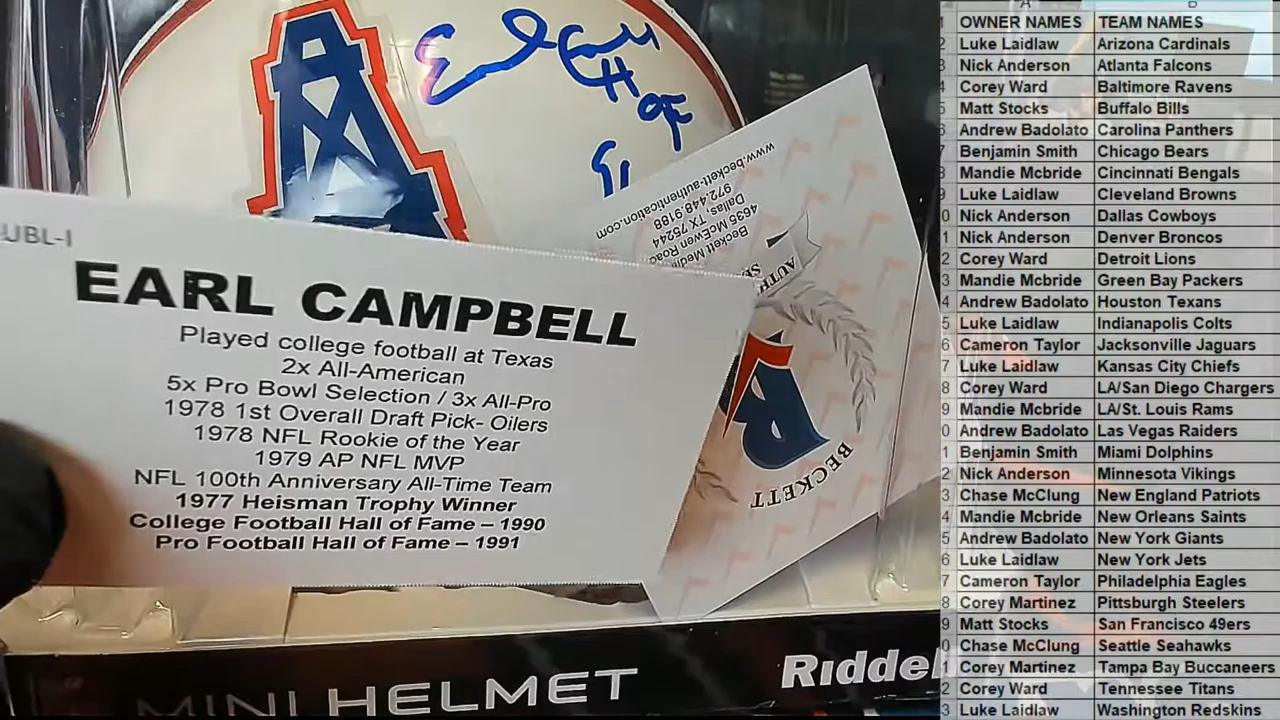 Earl Campbell
HOF
91
www.beckett-authentication.com
972.448.9188
Dallas, TX 75244
4635 McEwen Road
Beckett
BECKETT
UBL-I
EARL CAMPBELL
Played college football at Texas
2x All-American
5x Pro Bowl Selection / 3x All-Pro
1978 1st Overall Draft Pick- Oilers
1978 NFL Rookie of the Year
1979 AP NFL MVP
NFL 100th Anniversary All-Time Team
1977 Heisman Trophy Winner
College Football Hall of Fame – 1990
Pro Football Hall of Fame – 1991
MINI HELMET Riddell
A B
OWNER NAMES TEAM NAMES
Luke Laidlaw Arizona Cardinals
Nick Anderson Atlanta Falcons
Corey Ward Baltimore Ravens
Matt Stocks Buffalo Bills
Andrew Badolato Carolina Panthers
Benjamin Smith Chicago Bears
Mandie Mcbride Cincinnati Bengals
Luke Laidlaw Cleveland Browns
Nick Anderson Dallas Cowboys
Nick Anderson Denver Broncos
Corey Ward Detroit Lions
Mandie Mcbride Green Bay Packers
Andrew Badolato Houston Texans
Luke Laidlaw Indianapolis Colts
Cameron Taylor Jacksonville Jaguars
Luke Laidlaw Kansas City Chiefs
Corey Ward LA/San Diego Chargers
Mandie Mcbride LA/St. Louis Rams
Andrew Badolato Las Vegas Raiders
Benjamin Smith Miami Dolphins
Nick Anderson Minnesota Vikings
Chase McClung New England Patriots
Mandie Mcbride New Orleans Saints
Andrew Badolato New York Giants
Luke Laidlaw New York Jets
Cameron Taylor Philadelphia Eagles
Corey Martinez Pittsburgh Steelers
Matt Stocks San Francisco 49ers
Chase McClung Seattle Seahawks
Corey Martinez Tampa Bay Buccaneers
Corey Ward Tennessee Titans
Luke Laidlaw Washington Redskins